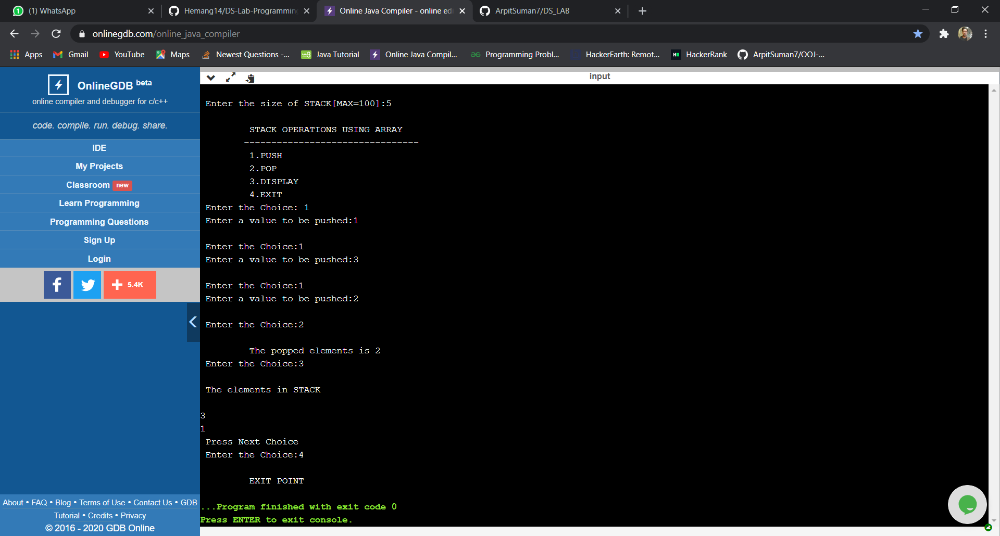 1 (1) WhatsApp
Hemang14/DS-Lab-Programming
Online Java Compiler - online edi
ArpitSuman7/DS_LAB
onlinegdb.com/online_java_compiler
Apps
Gmail
YouTube
Maps
Newest Questions -...
w3 Java Tutorial
Online Java Compil...
Programming Probl...
HackerEarth: Remot...
HackerRank
ArpitSuman7/OOJ-...
OnlineGDB beta
online compiler and debugger for c/c++
code. compile. run. debug. share.
IDE
My Projects
Classroom new
Learn Programming
Programming Questions
Sign Up
Login
f
+ 5.4K
About • FAQ • Blog • Terms of Use • Contact Us • GDB
Tutorial • Credits • Privacy
© 2016 - 2020 GDB Online
input
Enter the size of STACK[MAX=100]:5
STACK OPERATIONS USING ARRAY
--------------------------------
1.PUSH
2.POP
3.DISPLAY
4.EXIT
Enter the Choice: 1
Enter a value to be pushed:1
Enter the Choice:1
Enter a value to be pushed:3
Enter the Choice:1
Enter a value to be pushed:2
Enter the Choice:2
The popped elements is 2
Enter the Choice:3
The elements in STACK
3
1
Press Next Choice
Enter the Choice:4
EXIT POINT
...Program finished with exit code 0
Press ENTER to exit console.